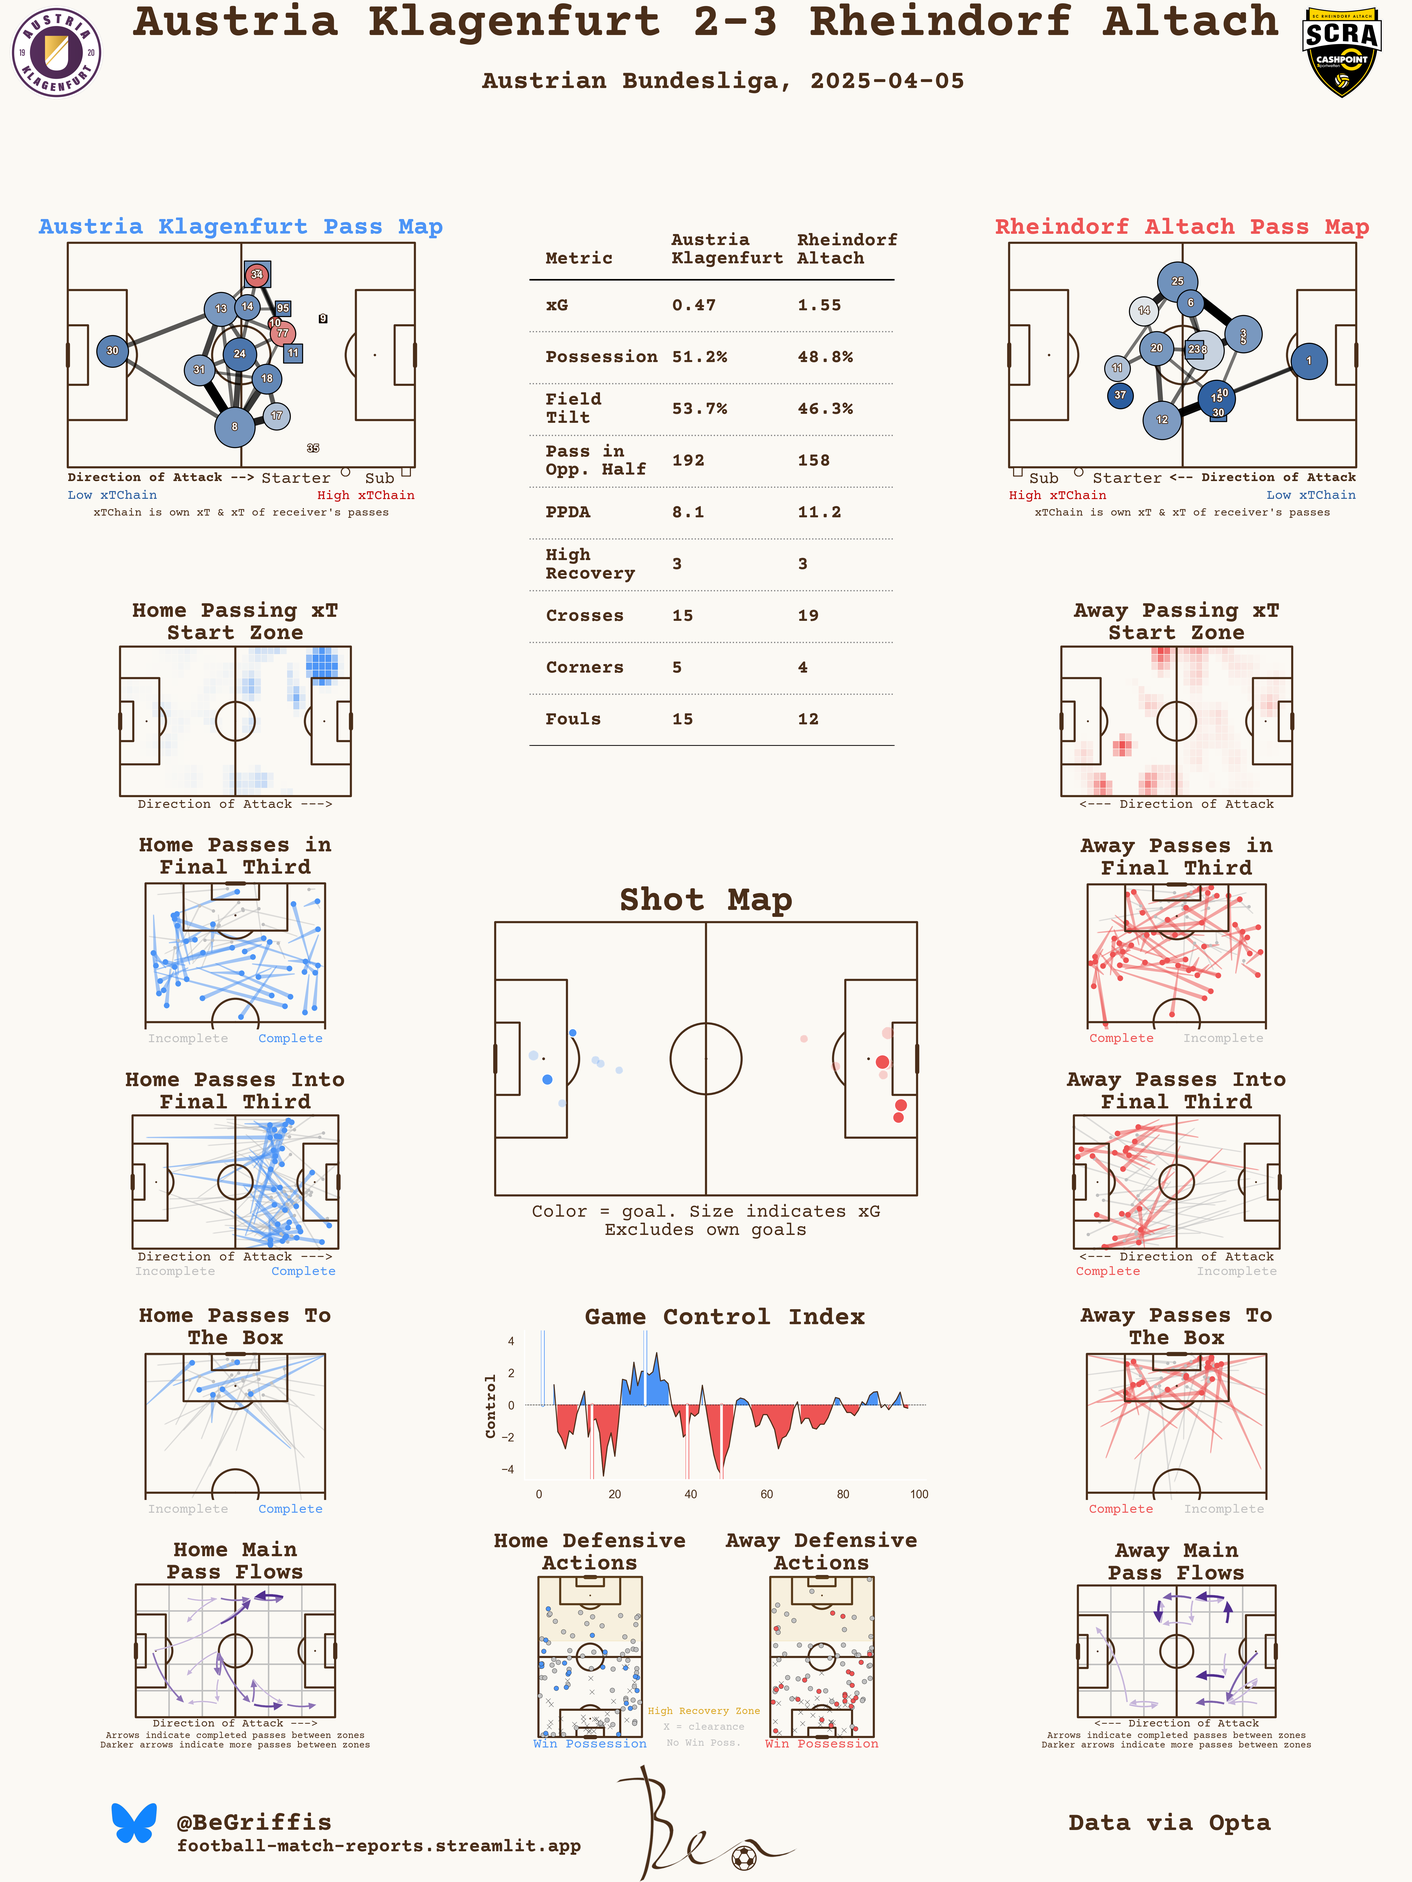 Austria Klagenfurt 2-3 Rheindorf Altach
Austrian Bundesliga, 2025-04-05
AUSTRIA
19 20
KLAGENFURT
SC RHEINDORF ALTACH
SCRA
CASHPOINT
Austria Klagenfurt Pass Map
30
13
14
34
95
10
77
9
24
11
31
18
17
8
35
Direction of Attack --> Starter Sub
Low xTChain High xTChain
xTChain is own xT & xT of receiver's passes
Metric Austria Klagenfurt Rheindorf Altach
xG 0.47 1.55
Possession 51.2% 48.8%
Field Tilt 53.7% 46.3%
Pass in Opp. Half 192 158
PPDA 8.1 11.2
High Recovery 3 3
Crosses 15 19
Corners 5 4
Fouls 15 12
Rheindorf Altach Pass Map
25
6
14
3
5
20
23
8
1
11
37
10
15
30
12
Sub Starter <-- Direction of Attack
High xTChain Low xTChain
xTChain is own xT & xT of receiver's passes
Home Passing xT
Start Zone
Direction of Attack --->
Away Passing xT
Start Zone
<--- Direction of Attack
Home Passes in
Final Third
Incomplete Complete
Away Passes in
Final Third
Complete Incomplete
Shot Map
Color = goal. Size indicates xG
Excludes own goals
Home Passes Into
Final Third
Direction of Attack --->
Incomplete Complete
Away Passes Into
Final Third
<--- Direction of Attack
Complete Incomplete
Home Passes To
The Box
Incomplete Complete
Game Control Index
Control
4
2
0
−2
−4
0 20 40 60 80 100
Away Passes To
The Box
Complete Incomplete
Home Main
Pass Flows
Direction of Attack --->
Arrows indicate completed passes between zones
Darker arrows indicate more passes between zones
Home Defensive
Actions
Win Possession
Away Defensive
Actions
Win Possession
High Recovery Zone
X = clearance
No Win Poss.
Away Main
Pass Flows
<--- Direction of Attack
Arrows indicate completed passes between zones
Darker arrows indicate more passes between zones
@BeGriffis
football-match-reports.streamlit.app
Ben
Data via Opta